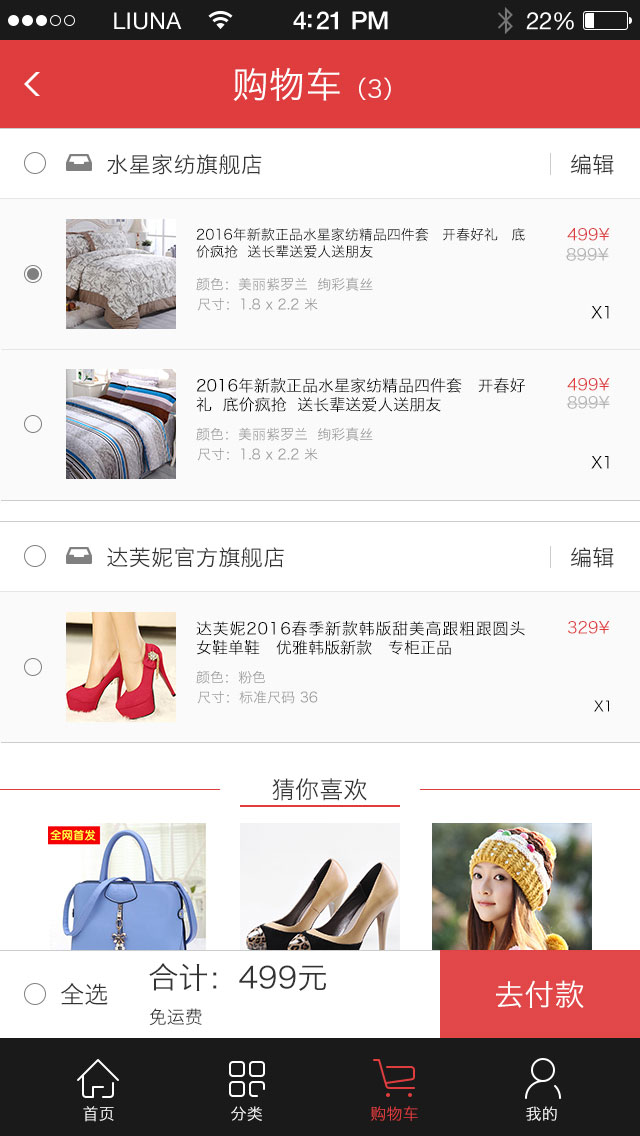 LIUNA 4:21 PM 22%
购物车（3）
水星家纺旗舰店 编辑
2016年新款正品水星家纺精品四件套 开春好礼 底 499¥
价疯抢 送长辈送爱人送朋友 899¥
颜色：美丽紫罗兰 绚彩真丝
尺寸：1.8 x 2.2 米
X1
2016年新款正品水星家纺精品四件套 开春好 499¥
礼 底价疯抢 送长辈送爱人送朋友 899¥
颜色：美丽紫罗兰 绚彩真丝
尺寸：1.8 x 2.2 米
X1
达芙妮官方旗舰店 编辑
达芙妮2016春季新款韩版甜美高跟粗跟圆头 329¥
女鞋单鞋 优雅韩版新款 专柜正品
颜色：粉色
尺寸：标准尺码 36
X1
猜你喜欢
全网首发
全选 合计：499元 去付款
免运费
首页 分类 购物车 我的